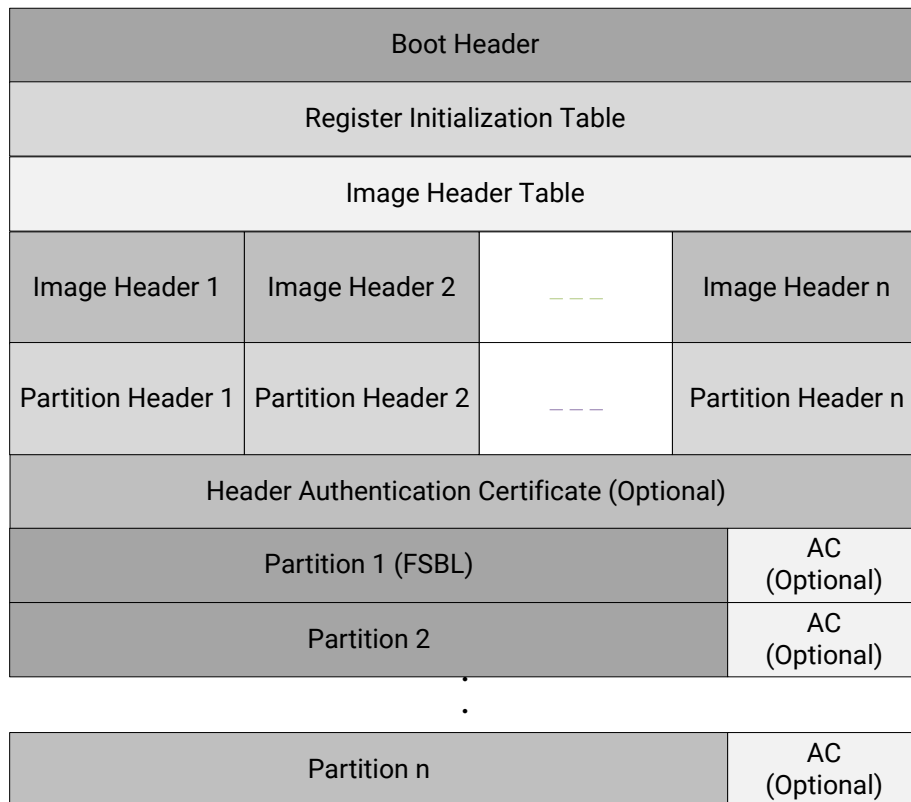 Boot Header
Register Initialization Table
Image Header Table
Image Header 1
Image Header 2
_ _ _
Image Header n
Partition Header 1
Partition Header 2
_ _ _
Partition Header n
Header Authentication Certificate (Optional)
Partition 1 (FSBL)
AC
(Optional)
Partition 2
AC
(Optional)
.
.
Partition n
AC
(Optional)